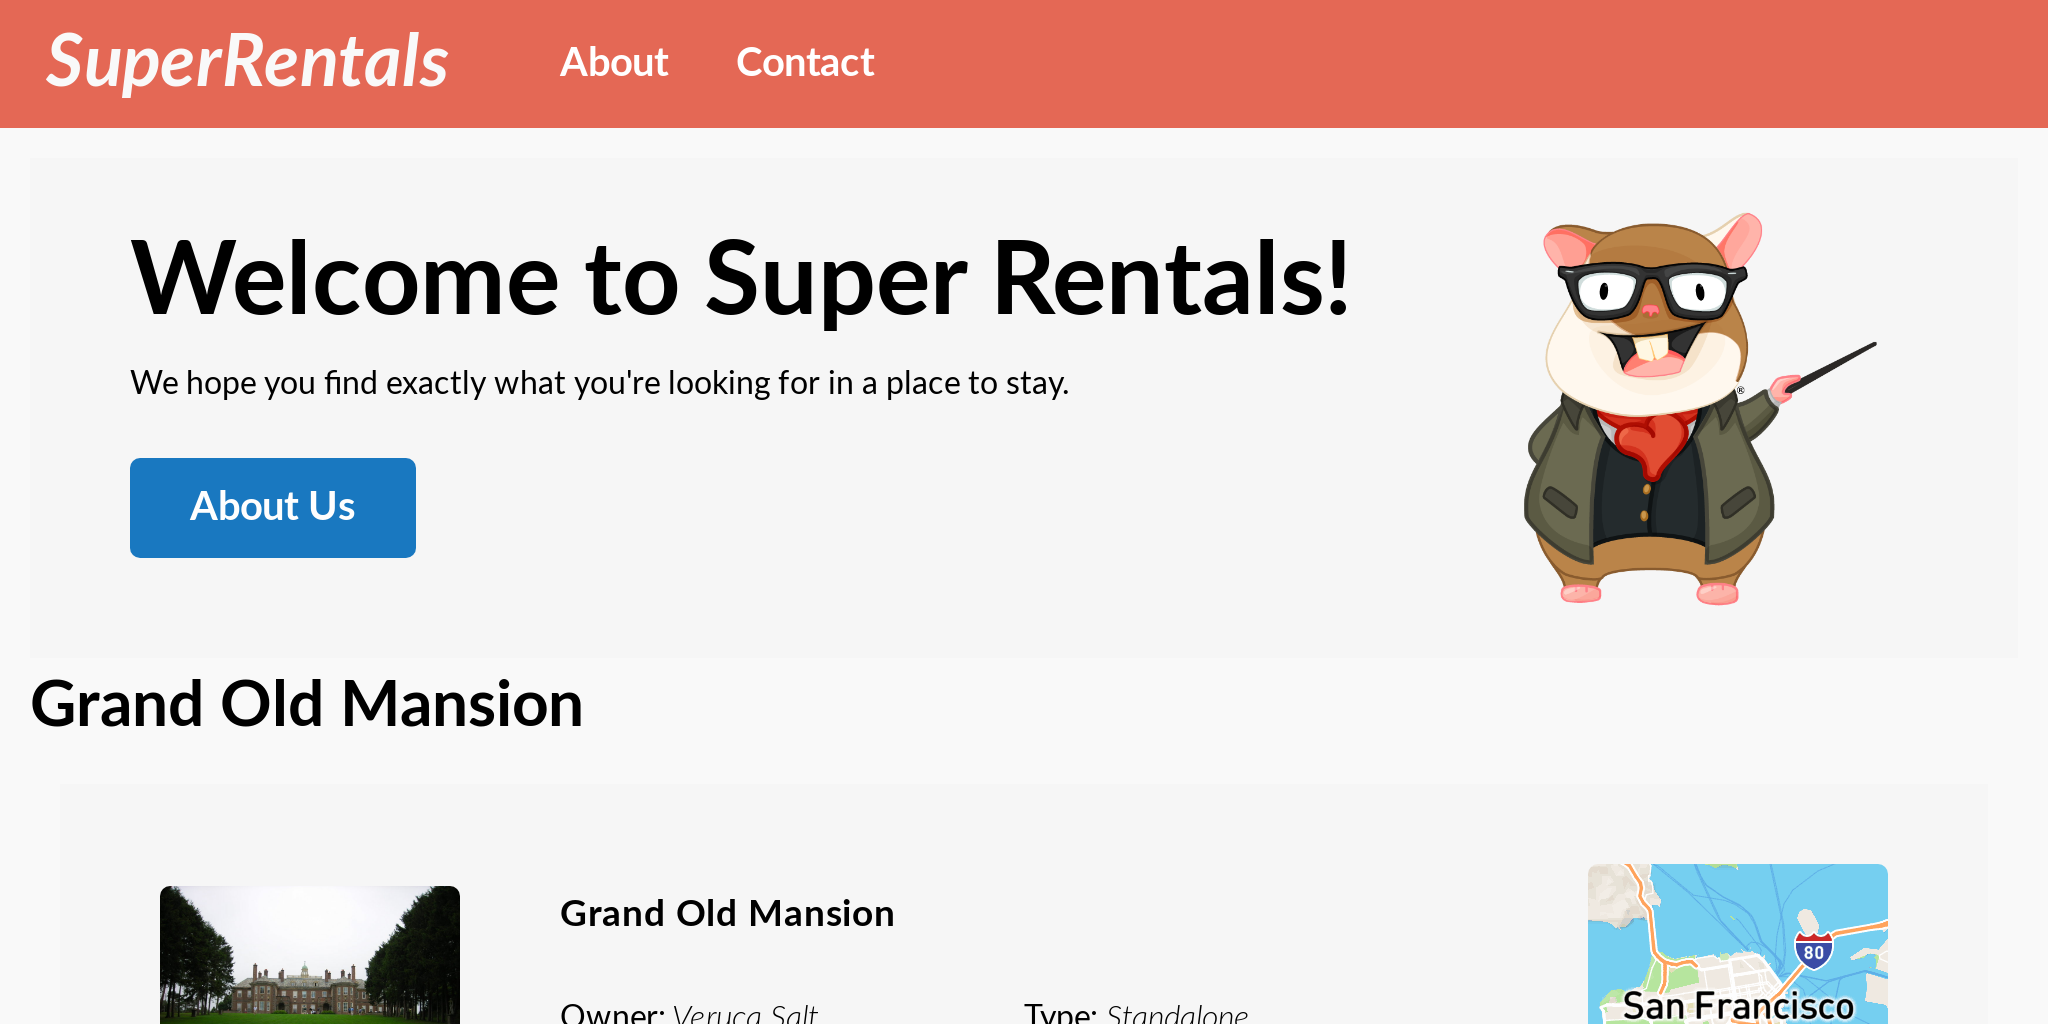 SuperRentals About Contact
Welcome to Super Rentals!
We hope you find exactly what you're looking for in a place to stay.
About Us
Grand Old Mansion
Grand Old Mansion
Owner: Veruca Salt Type: Standalone
80
San Francisco